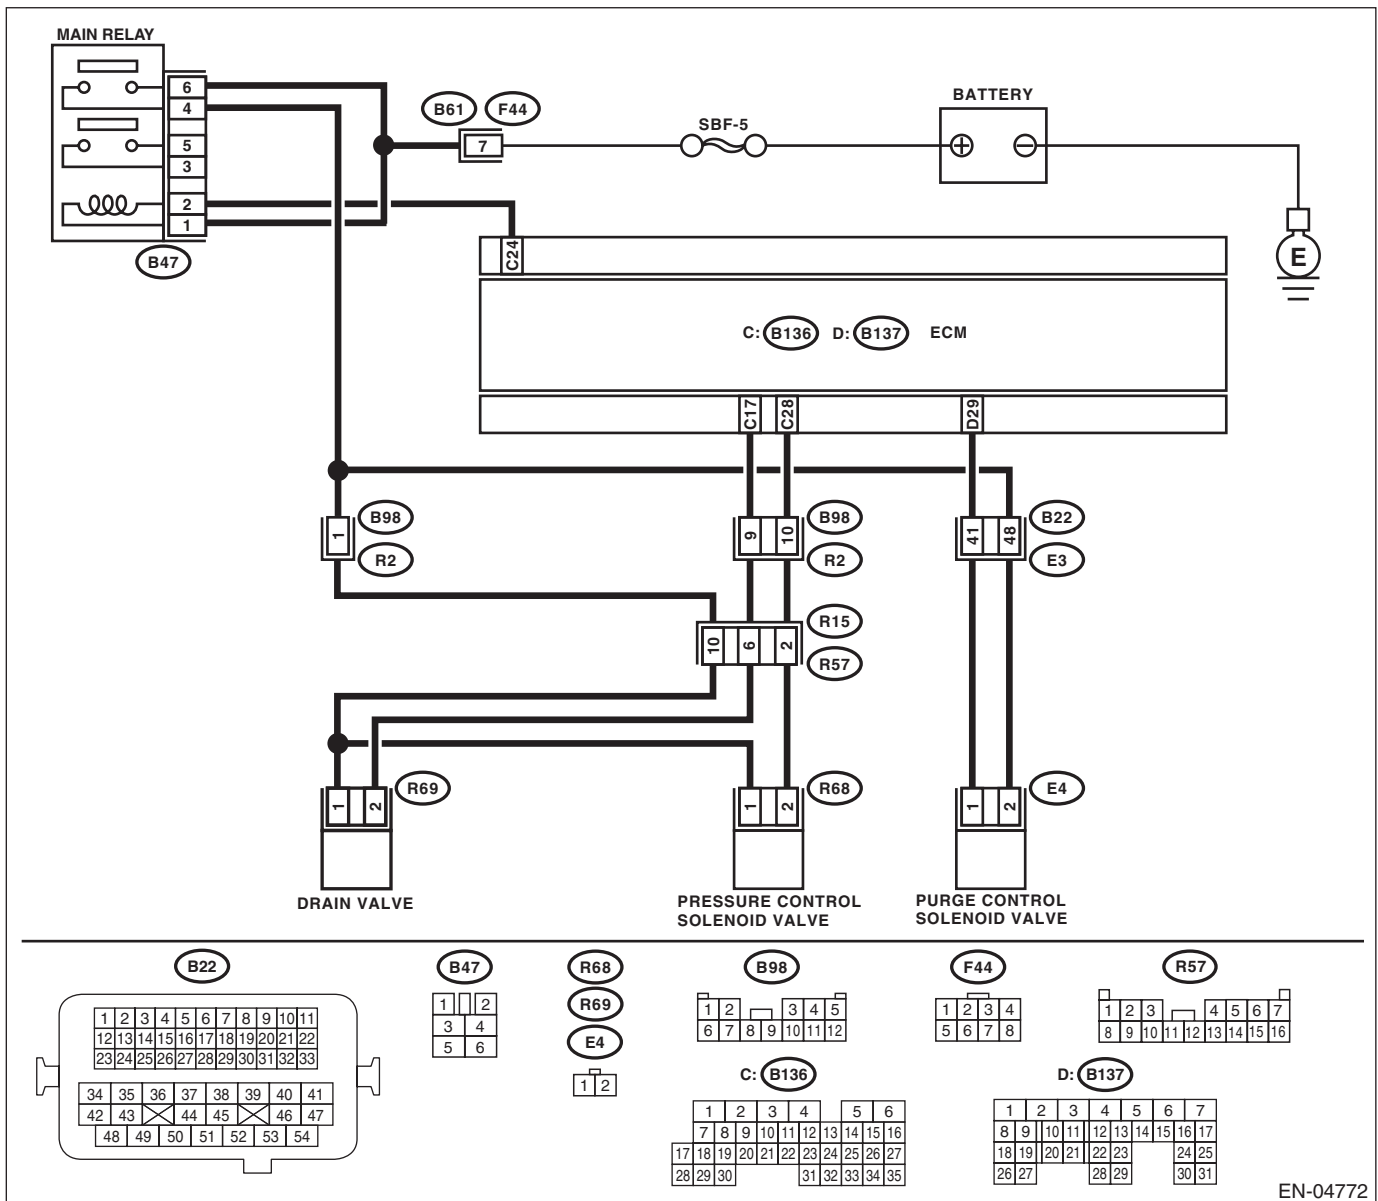 MAIN RELAY
6
4
5
3
2
1
B47
B61 F44
7
SBF-5
BATTERY
E
C24
C: B136 D: B137 ECM
C17 C28 D29
1
B98
R2
9 10
B98
R2
41 48
B22
E3
10 6 2
R15
R57
1 2
R69
1 2
R68
1 2
E4
DRAIN VALVE
PRESSURE CONTROL
SOLENOID VALVE
PURGE CONTROL
SOLENOID VALVE
B22
1 2 3 4 5 6 7 8 9 10 11
12 13 14 15 16 17 18 19 20 21 22
23 24 25 26 27 28 29 30 31 32 33
34 35 36 37 38 39 40 41
42 43 44 45 46 47
48 49 50 51 52 53 54
B47
1 2
3 4
5 6
R68
R69
E4
1 2
B98
1 2 3 4 5
6 7 8 9 10 11 12
F44
1 2 3 4
5 6 7 8
R57
1 2 3 4 5 6 7
8 9 10 11 12 13 14 15 16
C: B136
1 2 3 4 5 6
7 8 9 10 11 12 13 14 15 16
17 18 19 20 21 22 23 24 25 26 27
28 29 30 31 32 33 34 35
D: B137
1 2 3 4 5 6 7
8 9 10 11 12 13 14 15 16 17
18 19 20 21 22 23 24 25
26 27 28 29 30 31
EN-04772